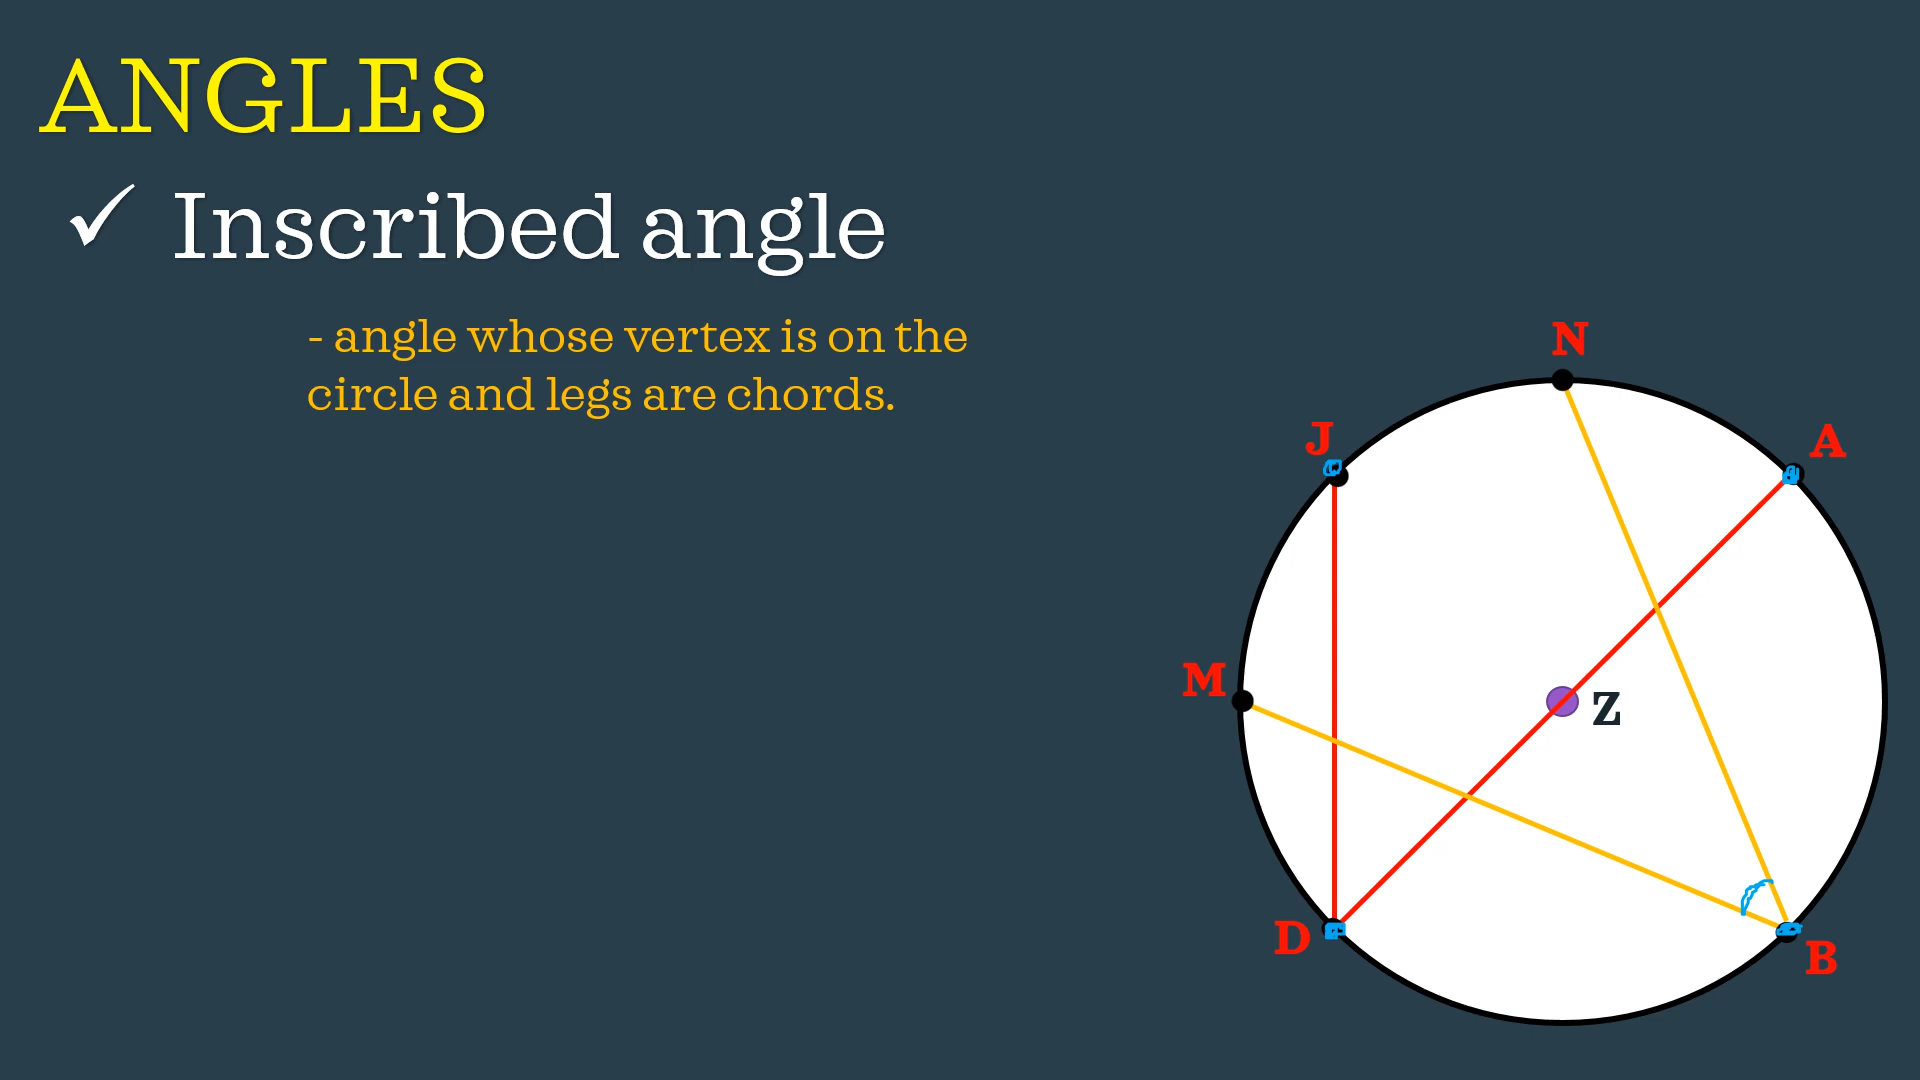 ANGLES
✓ Inscribed angle
- angle whose vertex is on the
circle and legs are chords.
N
J
A
M
Z
D
B